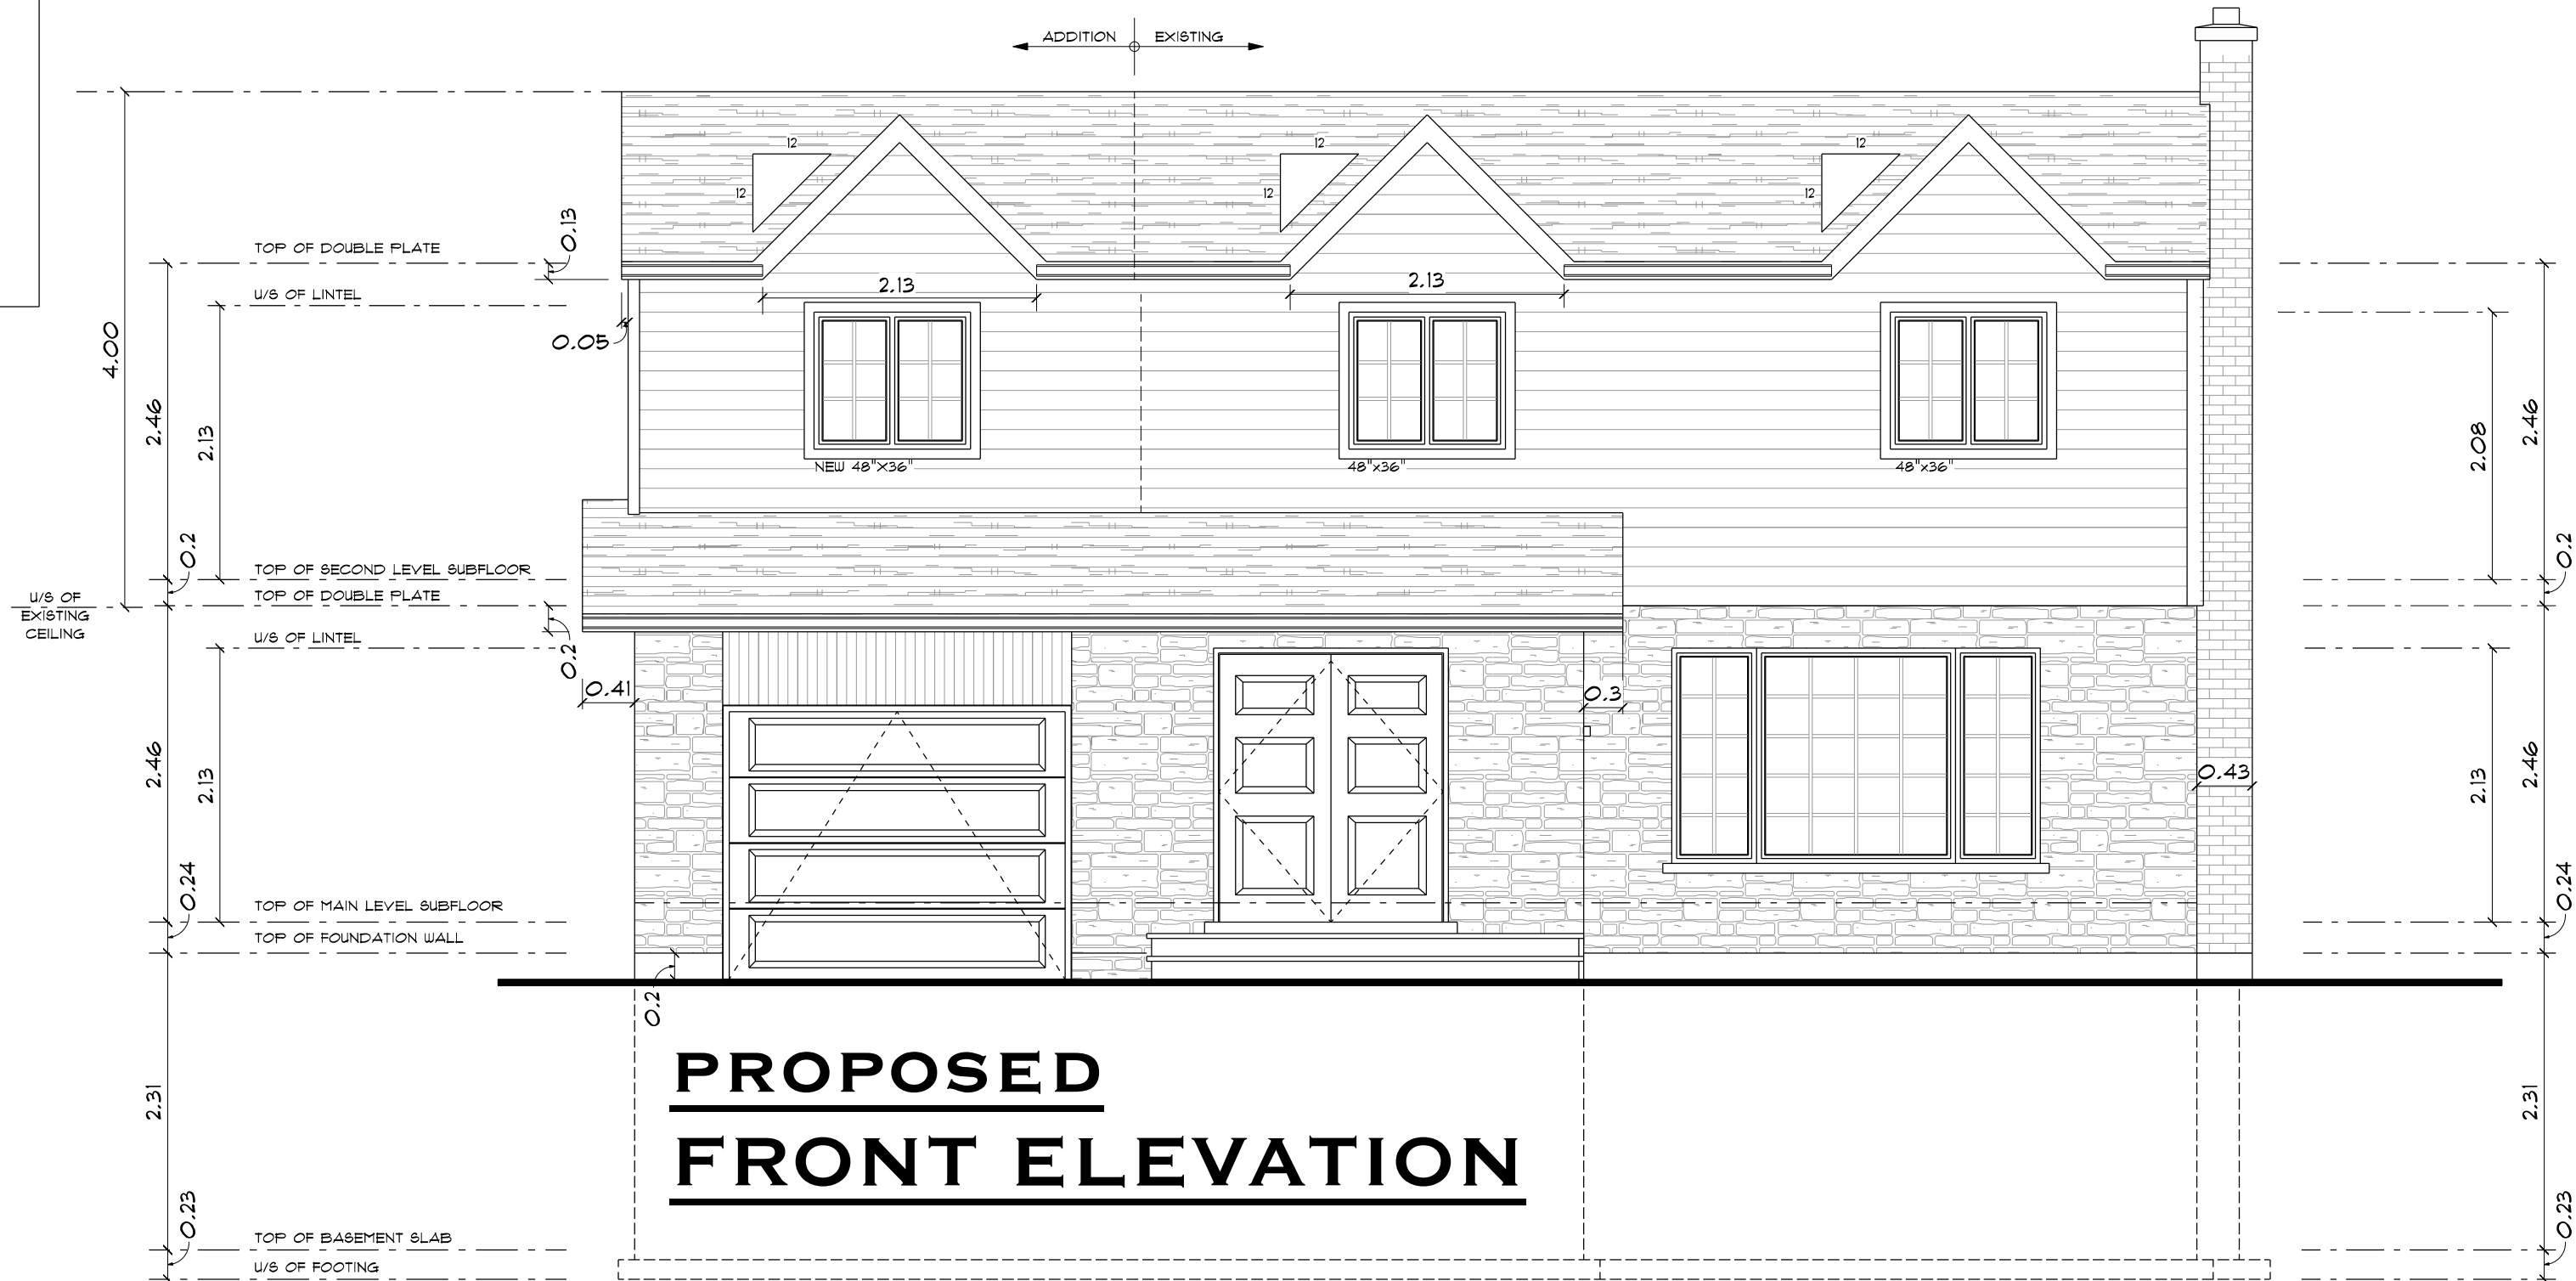 ADDITION EXISTING
12 12 12
12 12 12
0.13
TOP OF DOUBLE PLATE
U/S OF LINTEL
2.13 2.13
0.05
4.00
2.46
2.13
2.08
2.46
NEW 48"X36" 48"x36" 48"x36"
0.2
0.2
TOP OF SECOND LEVEL SUBFLOOR
TOP OF DOUBLE PLATE
U/S OF
EXISTING
CEILING
U/S OF LINTEL
0.2
0.41
0.3
2.46
2.13
0.43
2.13
2.46
0.24
0.24
TOP OF MAIN LEVEL SUBFLOOR
TOP OF FOUNDATION WALL
0.2
PROPOSED
FRONT ELEVATION
2.31
2.31
0.23
0.23
TOP OF BASEMENT SLAB
U/S OF FOOTING